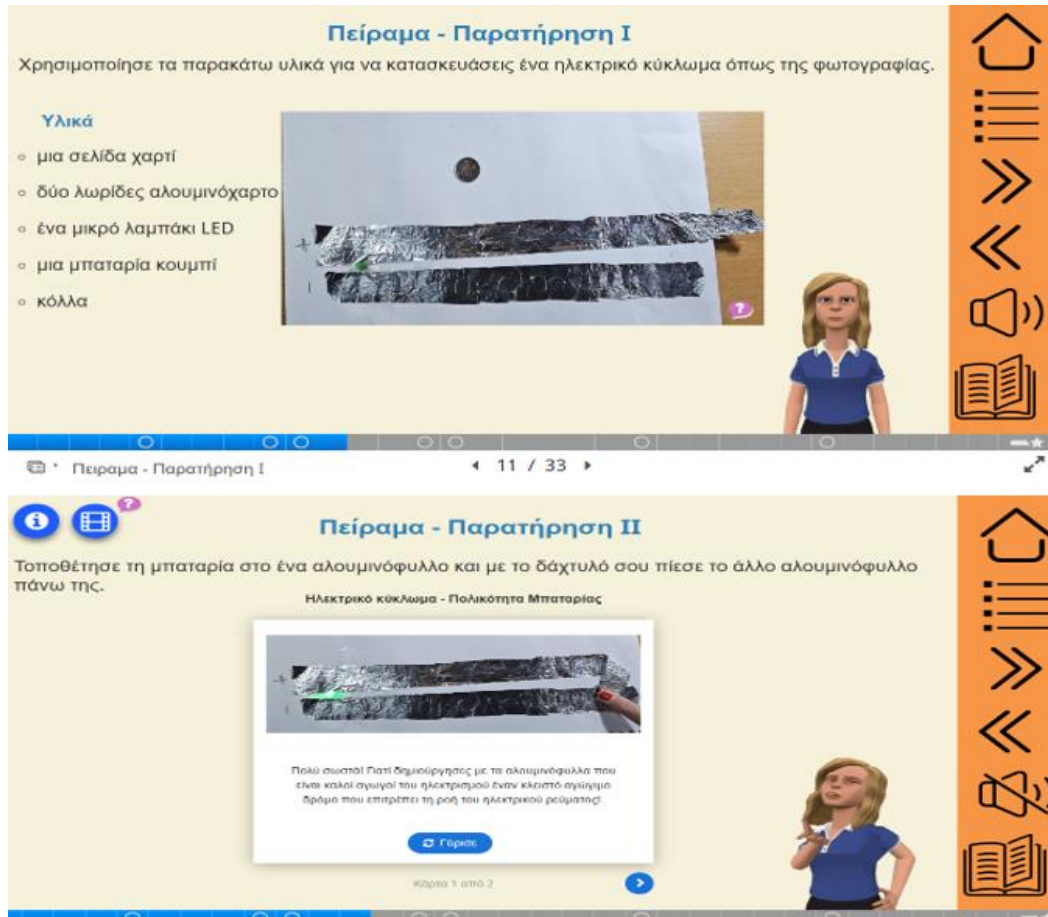 Πείραμα - Παρατήρηση Ι
Χρησιμοποίησε τα παρακάτω υλικά για να κατασκευάσεις ένα ηλεκτρικό κύκλωμα όπως της φωτογραφίας.
Υλικά
μια σελίδα χαρτί
δύο λωρίδες αλουμινόχαρτο
ένα μικρό λαμπάκι LED
μια μπαταρία κουμπί
κόλλα
+
-
?
Πειραμα - Παρατήρηση Ι
11 / 33
?
Πείραμα - Παρατήρηση ΙΙ
Τοποθέτησε τη μπαταρία στο ένα αλουμινόφυλλο και με το δάχτυλό σου πίεσε το άλλο αλουμινόφυλλο
πάνω της.
Ηλεκτρικό κύκλωμα - Πολικότητα Μπαταρίας
+
-
Πολύ σωστά! Γιατί δημιούργησες με τα αλουμινόφυλλα που
είναι καλοί αγωγοί του ηλεκτρισμού έναν κλειστό αγώγιμο
δρόμο που επιτρέπει τη ροή του ηλεκτρικού ρεύματος!
Γύρισε
Κάρτα 1 από 2